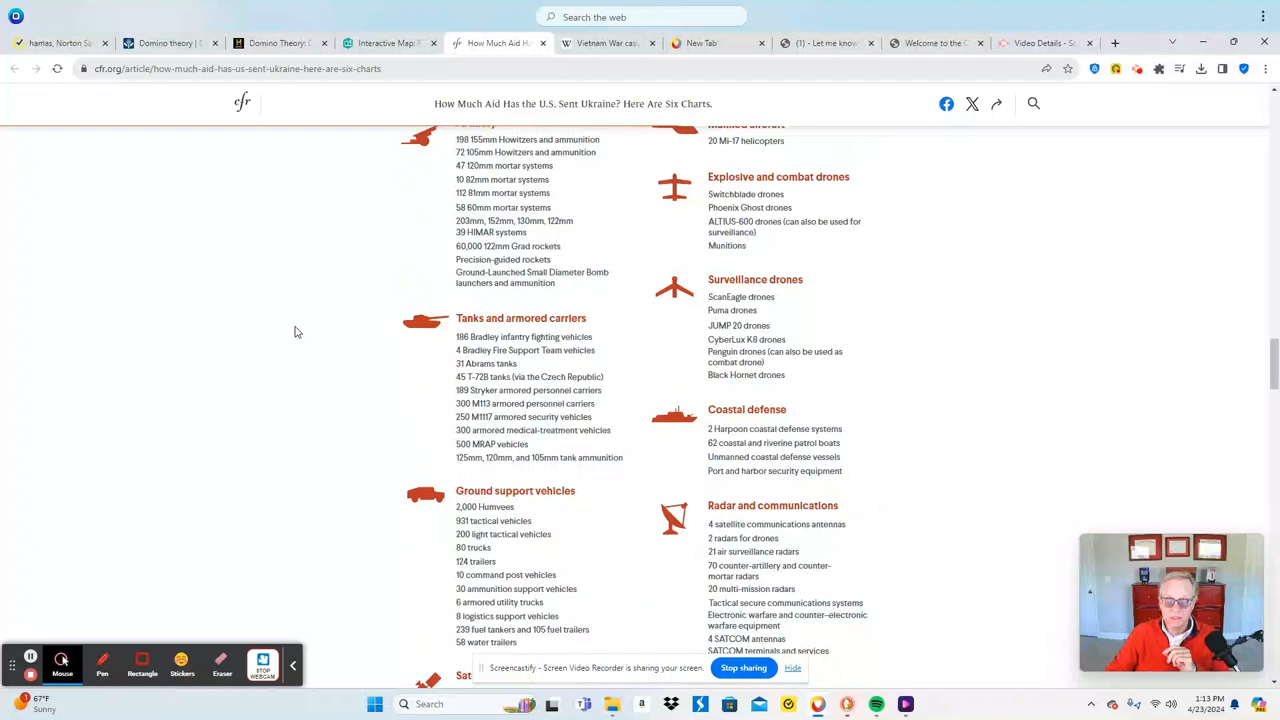 Search the web
hamas, Norton S
Domino theory | D
Domino Theory: D
Interactive Map|F
How Much Aid Ha
Vietnam War casu
New Tab
(1) - Let me know
Welcome to the C
Video Details - Sc
cfr.org/article/how-much-aid-has-us-sent-ukraine-here-are-six-charts
cfr
How Much Aid Has the U.S. Sent Ukraine? Here Are Six Charts.
198 155mm Howitzers and ammunition
72 105mm Howitzers and ammunition
47 120mm mortar systems
10 82mm mortar systems
112 81mm mortar systems
58 60mm mortar systems
203mm, 152mm, 130mm, 122mm
39 HIMAR systems
60,000 122mm Grad rockets
Precision-guided rockets
Ground-Launched Small Diameter Bomb
launchers and ammunition
Tanks and armored carriers
186 Bradley infantry fighting vehicles
4 Bradley Fire Support Team vehicles
31 Abrams tanks
45 T-72B tanks (via the Czech Republic)
189 Stryker armored personnel carriers
300 M113 armored personnel carriers
250 M1117 armored security vehicles
300 armored medical-treatment vehicles
500 MRAP vehicles
125mm, 120mm, and 105mm tank ammunition
Ground support vehicles
2,000 Humvees
931 tactical vehicles
200 light tactical vehicles
80 trucks
124 trailers
10 command post vehicles
30 ammunition support vehicles
6 armored utility trucks
8 logistics support vehicles
239 fuel tankers and 105 fuel trailers
58 water trailers
Sat
20 Mi-17 helicopters
Explosive and combat drones
Switchblade drones
Phoenix Ghost drones
ALTIUS-600 drones (can also be used for
surveillance)
Munitions
Surveillance drones
ScanEagle drones
Puma drones
JUMP 20 drones
CyberLux K8 drones
Penguin drones (can also be used as
combat drone)
Black Hornet drones
Coastal defense
2 Harpoon coastal defense systems
62 coastal and riverine patrol boats
Unmanned coastal defense vessels
Port and harbor security equipment
Radar and communications
4 satellite communications antennas
2 radars for drones
21 air surveillance radars
70 counter-artillery and counter-
mortar radars
20 multi-mission radars
Tactical secure communications systems
Electronic warfare and counter-electronic
warfare equipment
4 SATCOM antennas
SATCOM terminals and services
Mouse
Rectangle
Stickers
Eraser
STOP
WEBCAM
Screencastify - Screen Video Recorder is sharing your screen.
Stop sharing
Hide
67°F
Sunny
Search
1:13 PM
4/23/2024